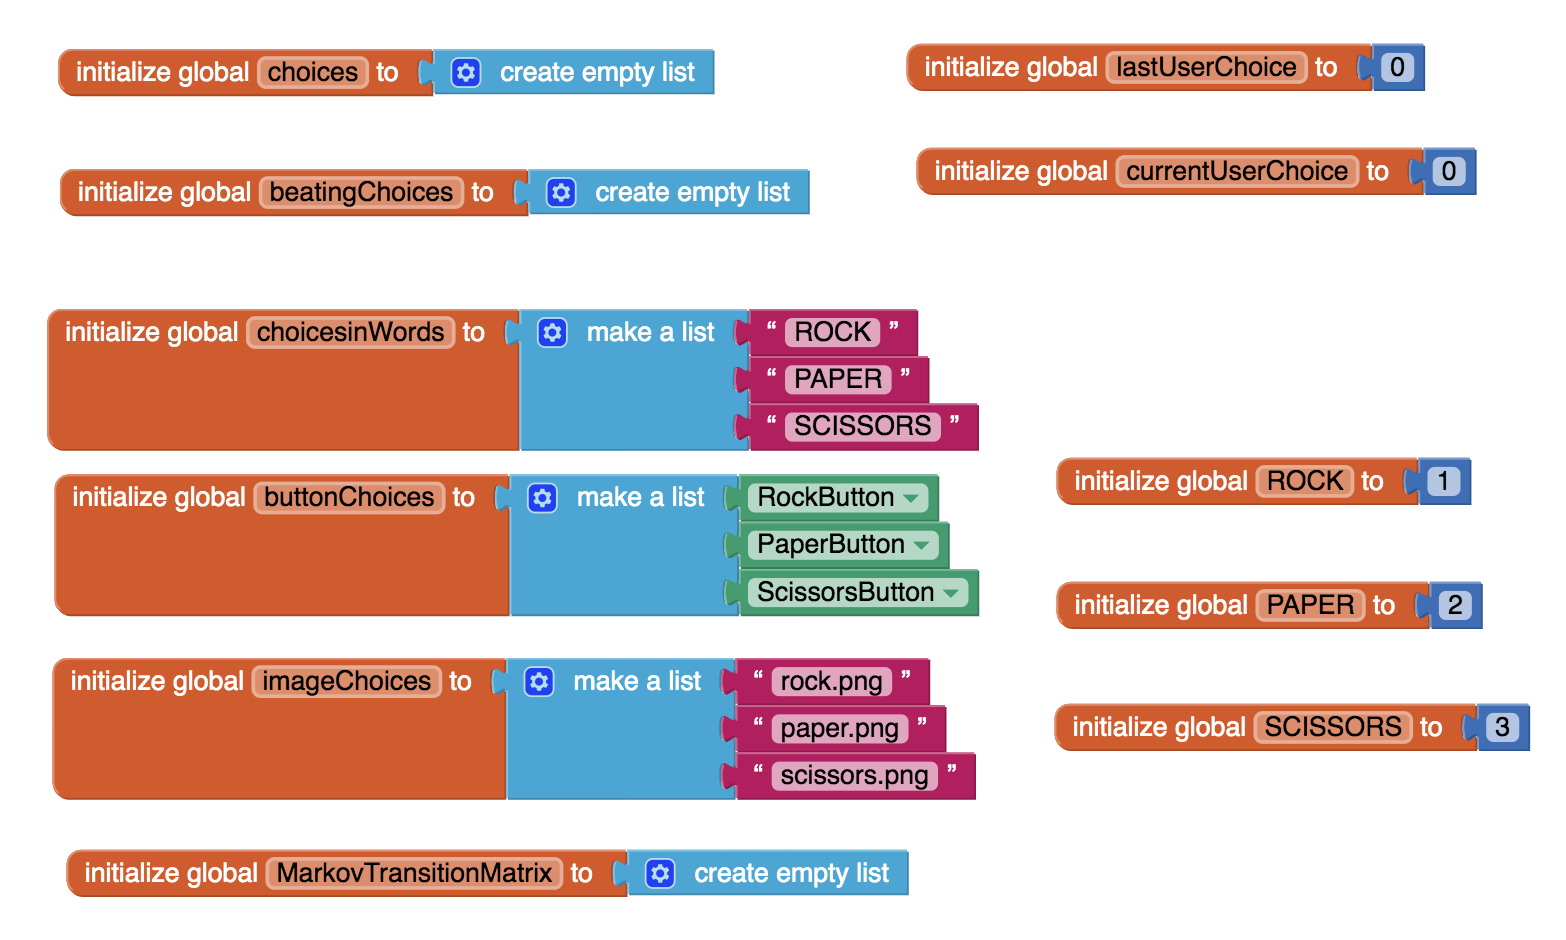 initialize global choices to create empty list
initialize global lastUserChoice to 0
initialize global beatingChoices to create empty list
initialize global currentUserChoice to 0
initialize global choicesinWords to make a list “ ROCK ”
“ PAPER ”
“ SCISSORS ”
initialize global buttonChoices to make a list RockButton
PaperButton
ScissorsButton
initialize global imageChoices to make a list “ rock.png ”
“ paper.png ”
“ scissors.png ”
initialize global ROCK to 1
initialize global PAPER to 2
initialize global SCISSORS to 3
initialize global MarkovTransitionMatrix to create empty list